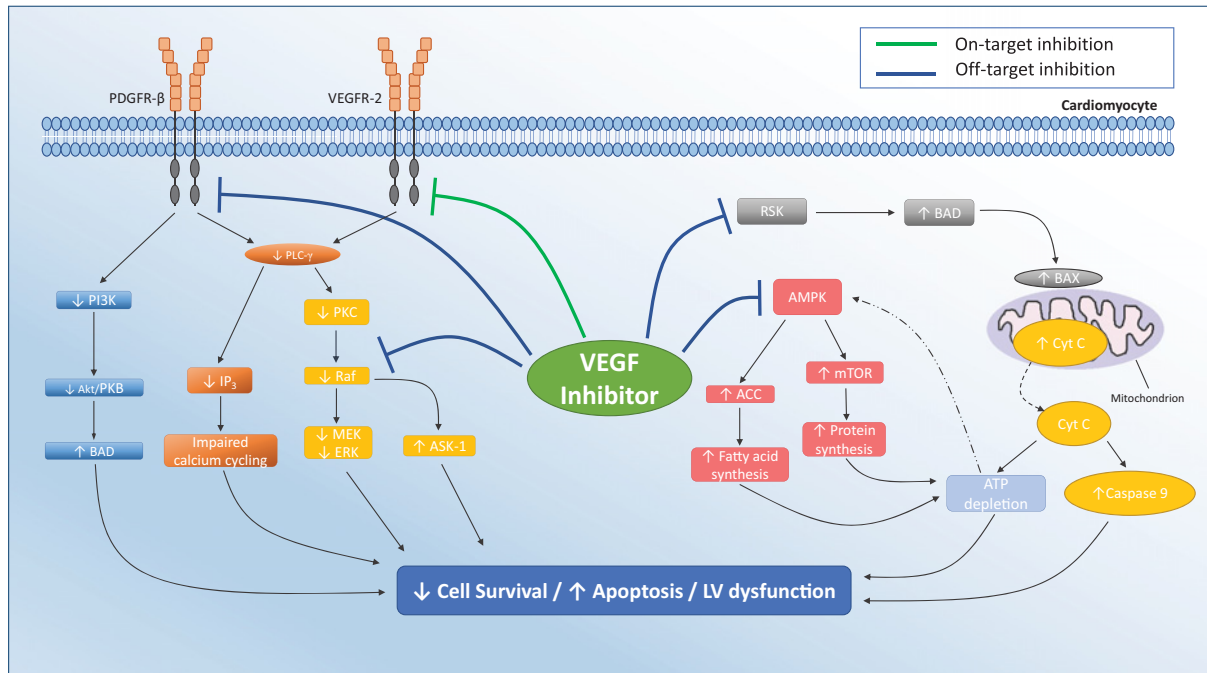 On-target inhibition
Off-target inhibition
PDGFR-β
VEGFR-2
Cardiomyocyte
RSK
↑ BAD
↓ PLC-γ
↑ BAX
↓ PI3K
↓ PKC
AMPK
↑ Cyt C
VEGF
Inhibitor
↓ Akt/PKB
↓ IP₃
↓ Raf
↑ ACC
↑ mTOR
Mitochondrion
Cyt C
↑ BAD
Impaired
calcium cycling
↓ MEK
↓ ERK
↑ ASK-1
↑ Fatty acid
synthesis
↑ Protein
synthesis
ATP
depletion
↑Caspase 9
↓ Cell Survival / ↑ Apoptosis / LV dysfunction